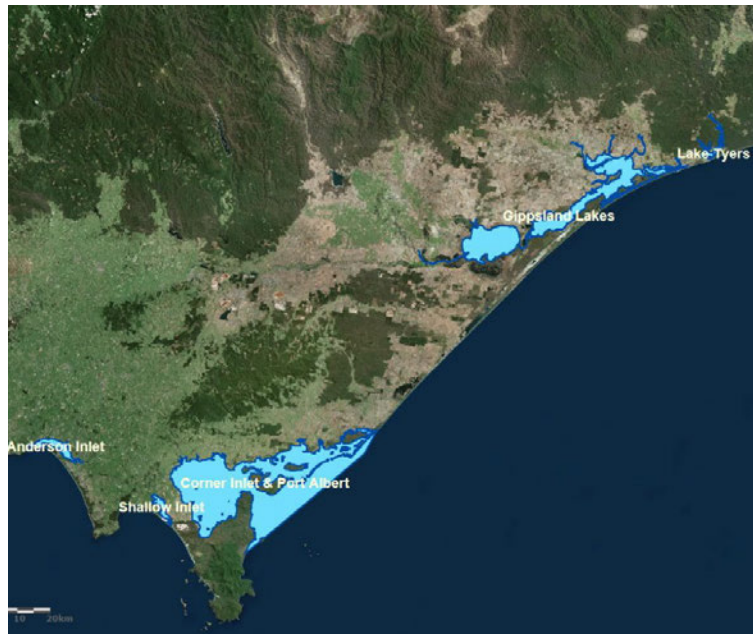 Lake Tyers
Gippsland Lakes
Anderson Inlet
Corner Inlet & Port Albert
Shallow Inlet
10 20km